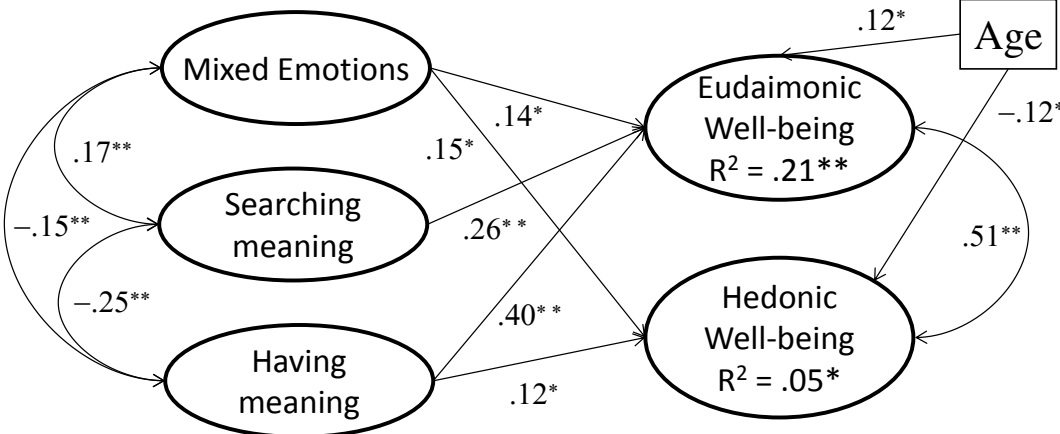 .12*
Age
Mixed Emotions
Eudaimonic
Well-being
R² = .21**
.14*
−.12*
.15*
.17**
Searching
meaning
−.15**
.26**
.51**
−.25**
Hedonic
Well-being
R² = .05*
.40**
Having
meaning
.12*